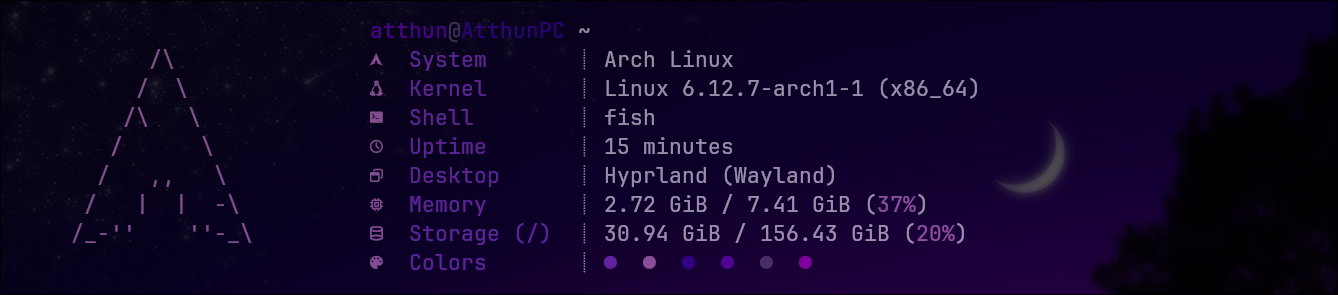 atthun@AtthunPC ~
System Arch Linux
Kernel Linux 6.12.7-arch1-1 (x86_64)
Shell fish
Uptime 15 minutes
Desktop Hyprland (Wayland)
Memory 2.72 GiB / 7.41 GiB (37%)
Storage (/) 30.94 GiB / 156.43 GiB (20%)
Colors